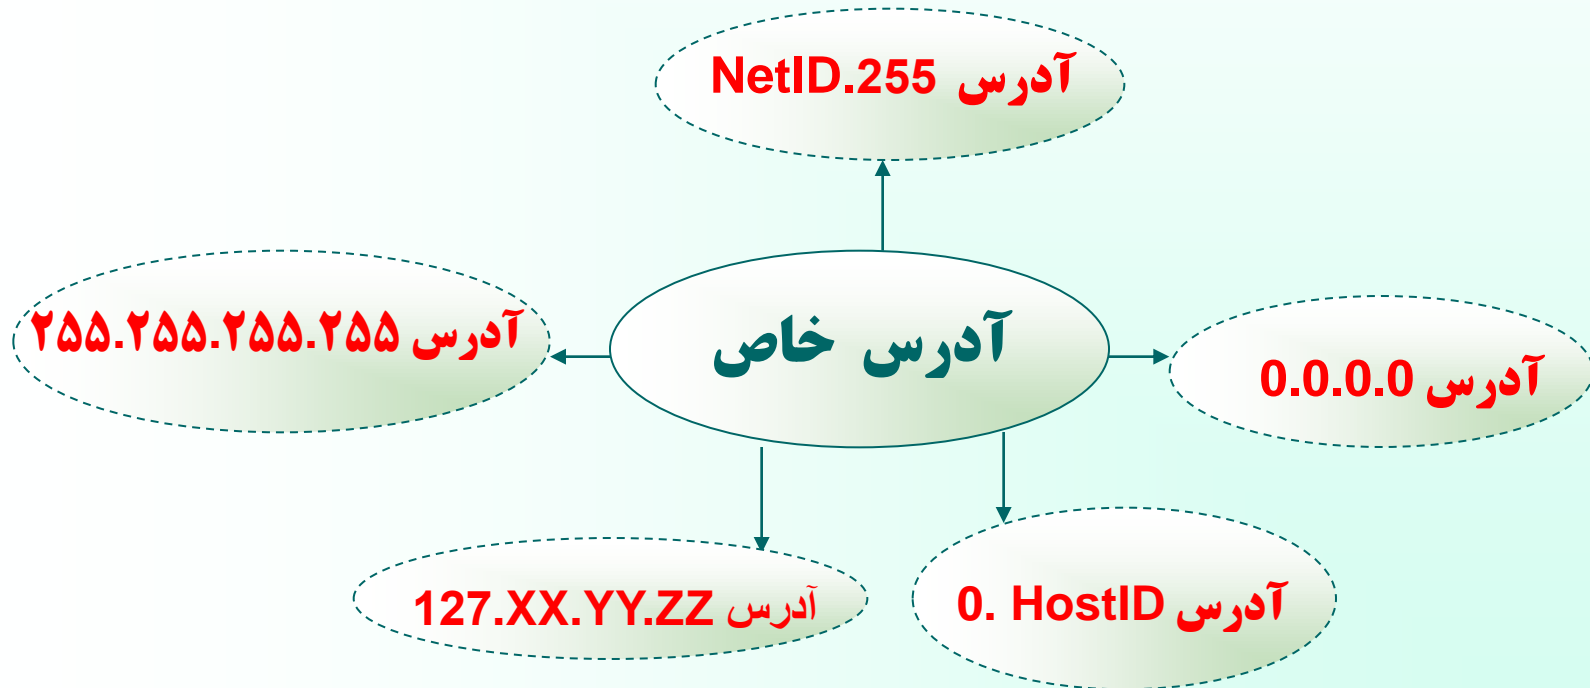 آدرس NetID.255
آدرس ۲۵۵.۲۵۵.۲۵۵.۲۵۵
آدرس خاص
آدرس 0.0.0.0
آدرس 127.XX.YY.ZZ
آدرس 0. HostID